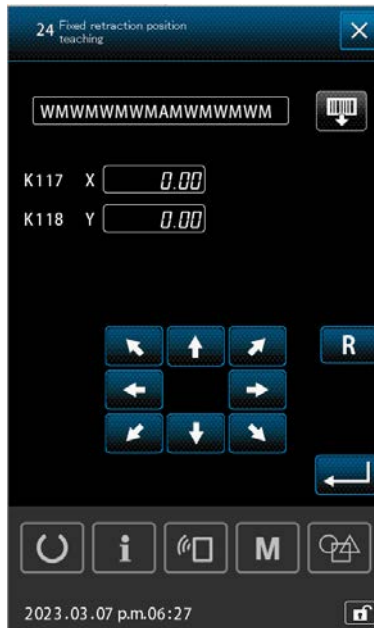 24 Fixed retraction position
teaching
WMWMWMWMAMWMWMWM
K117 X 0.00
K118 Y 0.00
R
i M
2023.03.07 p.m.06:27